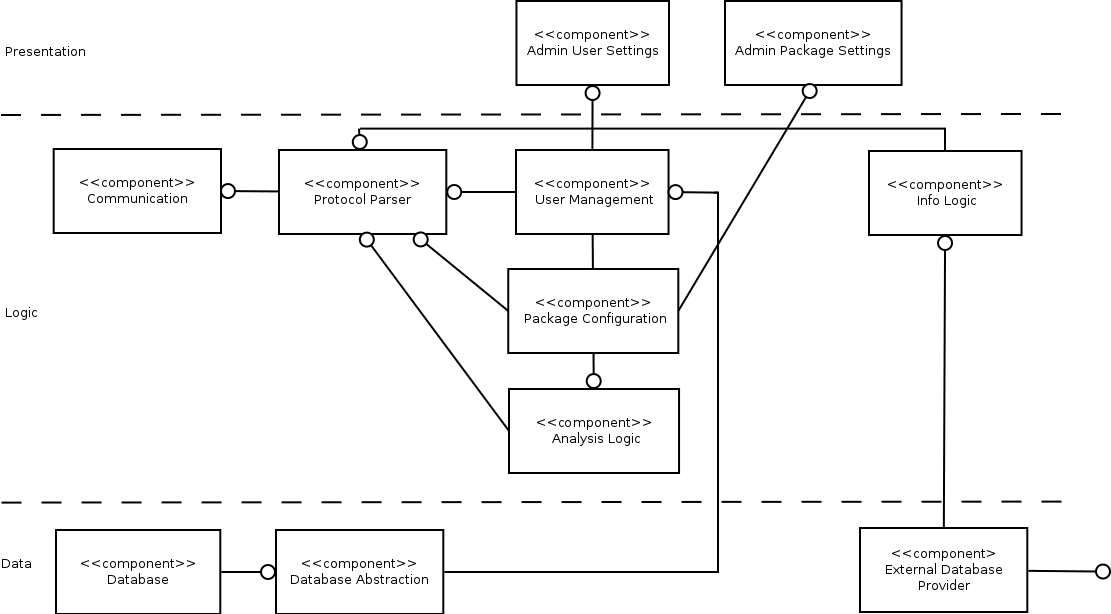 Presentation
<<component>>
Admin User Settings
<<component>>
Admin Package Settings
<<component>>
Communication
<<component>>
Protocol Parser
<<component>>
User Management
<<component>>
Info Logic
Logic
<<component>>
Package Configuration
<<component>>
Analysis Logic
Data
<<component>>
Database
<<component>>
Database Abstraction
<<component>
External Database
Provider